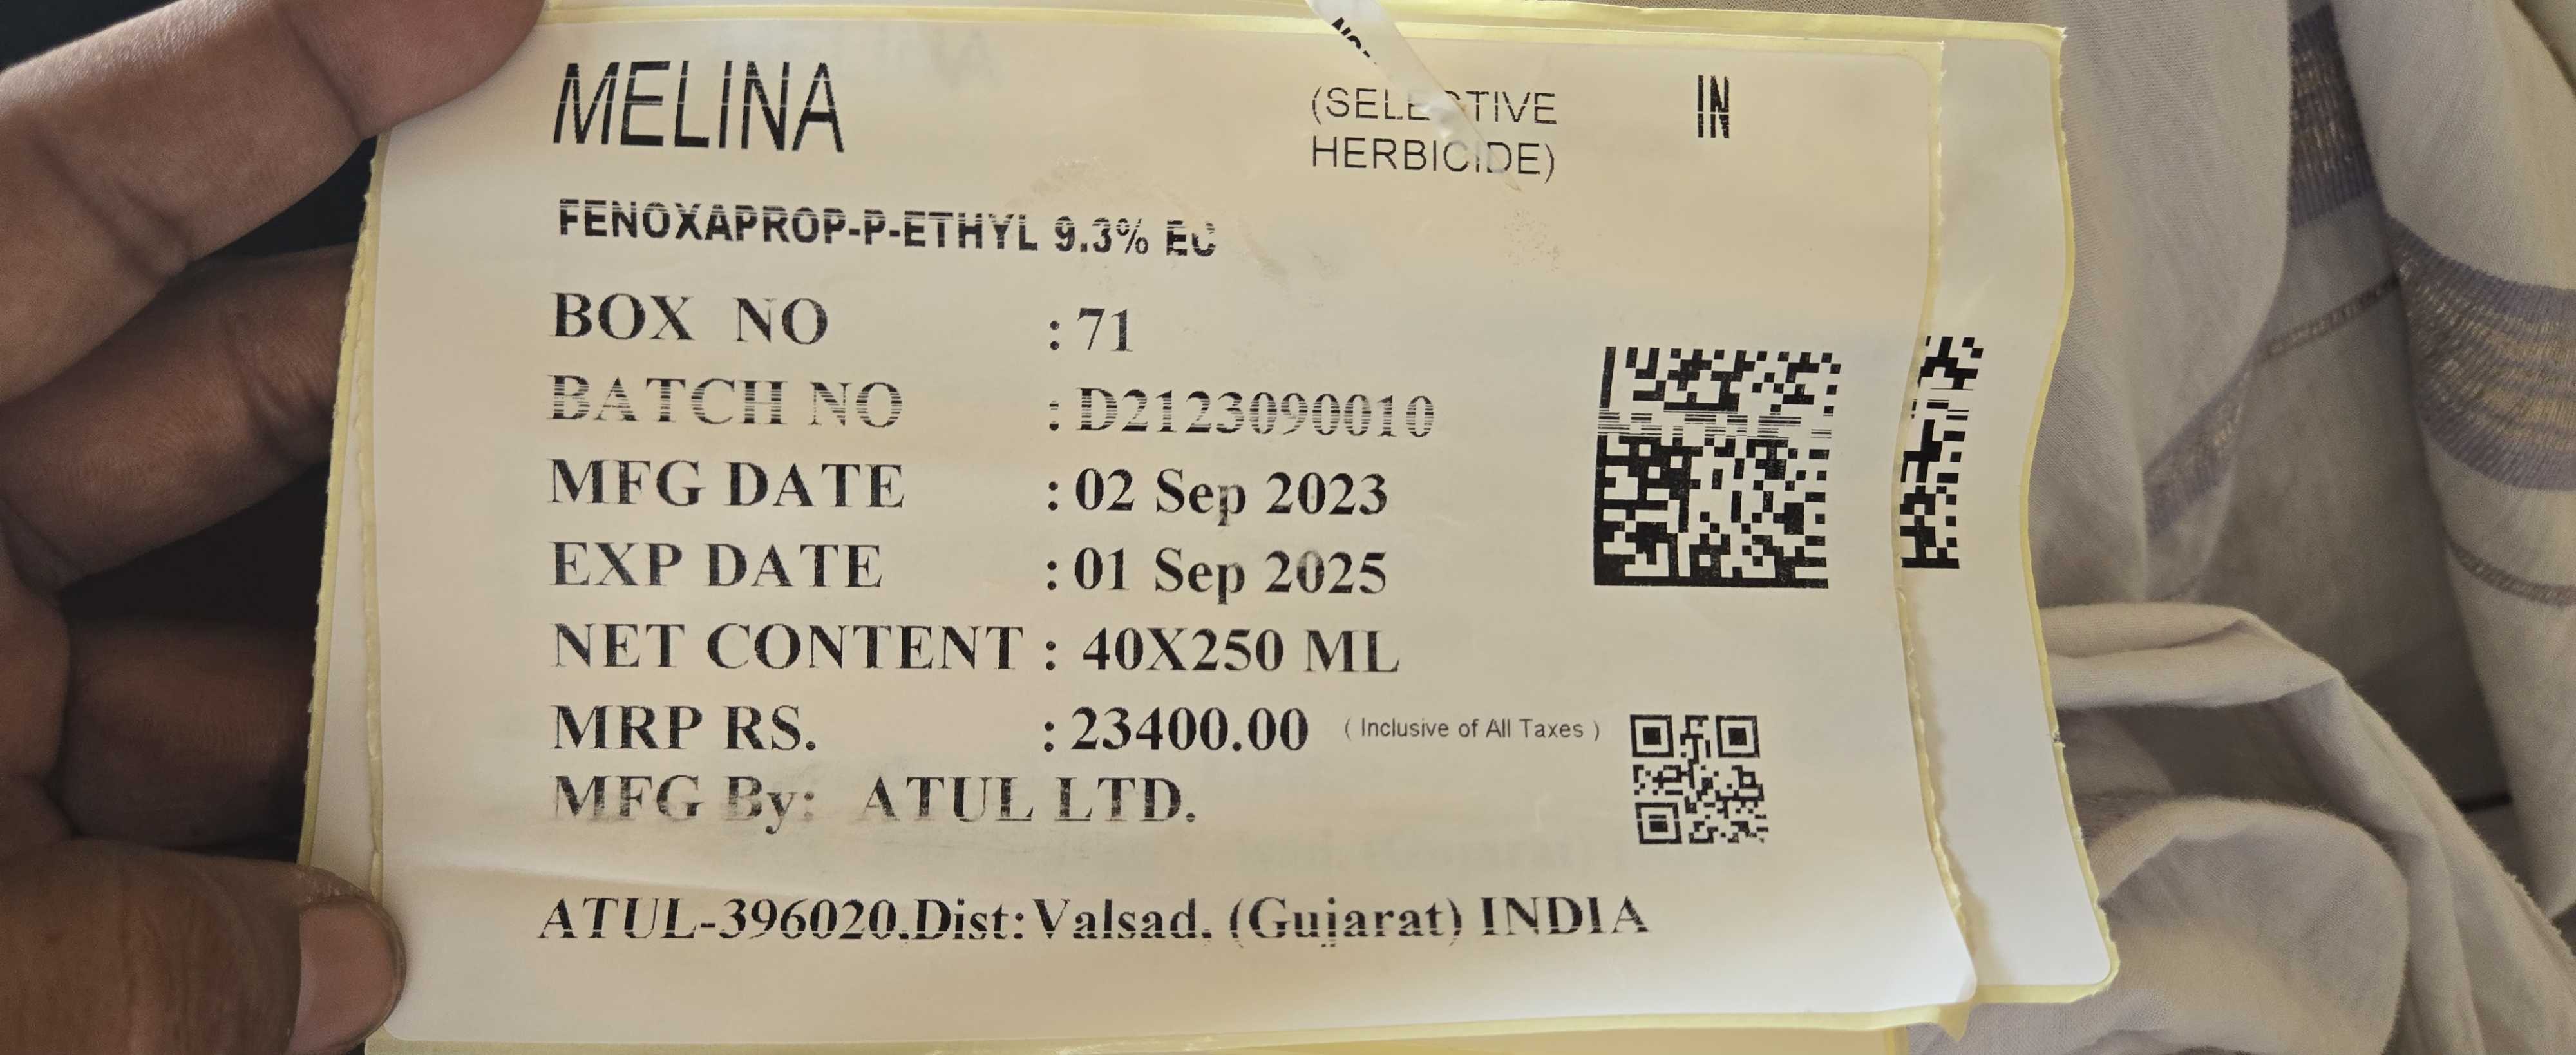 MELINA
(SELECTIVE
HERBICIDE)
IN
FENOXAPROP-P-ETHYL 9.3% EC
BOX NO : 71
BATCH NO : D2123090010
MFG DATE : 02 Sep 2023
EXP DATE : 01 Sep 2025
NET CONTENT : 40X250 ML
MRP RS. : 23400.00 ( Inclusive of All Taxes )
MFG By: ATUL LTD.
ATUL-396020.Dist:Valsad. (Gujarat) INDIA